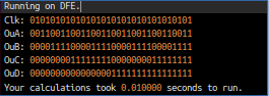 Running on DFE.
Clk: 01010101010101010101010101010101
OuA: 00110011001100110011001100110011
OuB: 00001111000011110000111100001111
OuC: 00000000111111110000000011111111
OuD: 00000000000000001111111111111111
Your calculations took 0.010000 seconds to run.